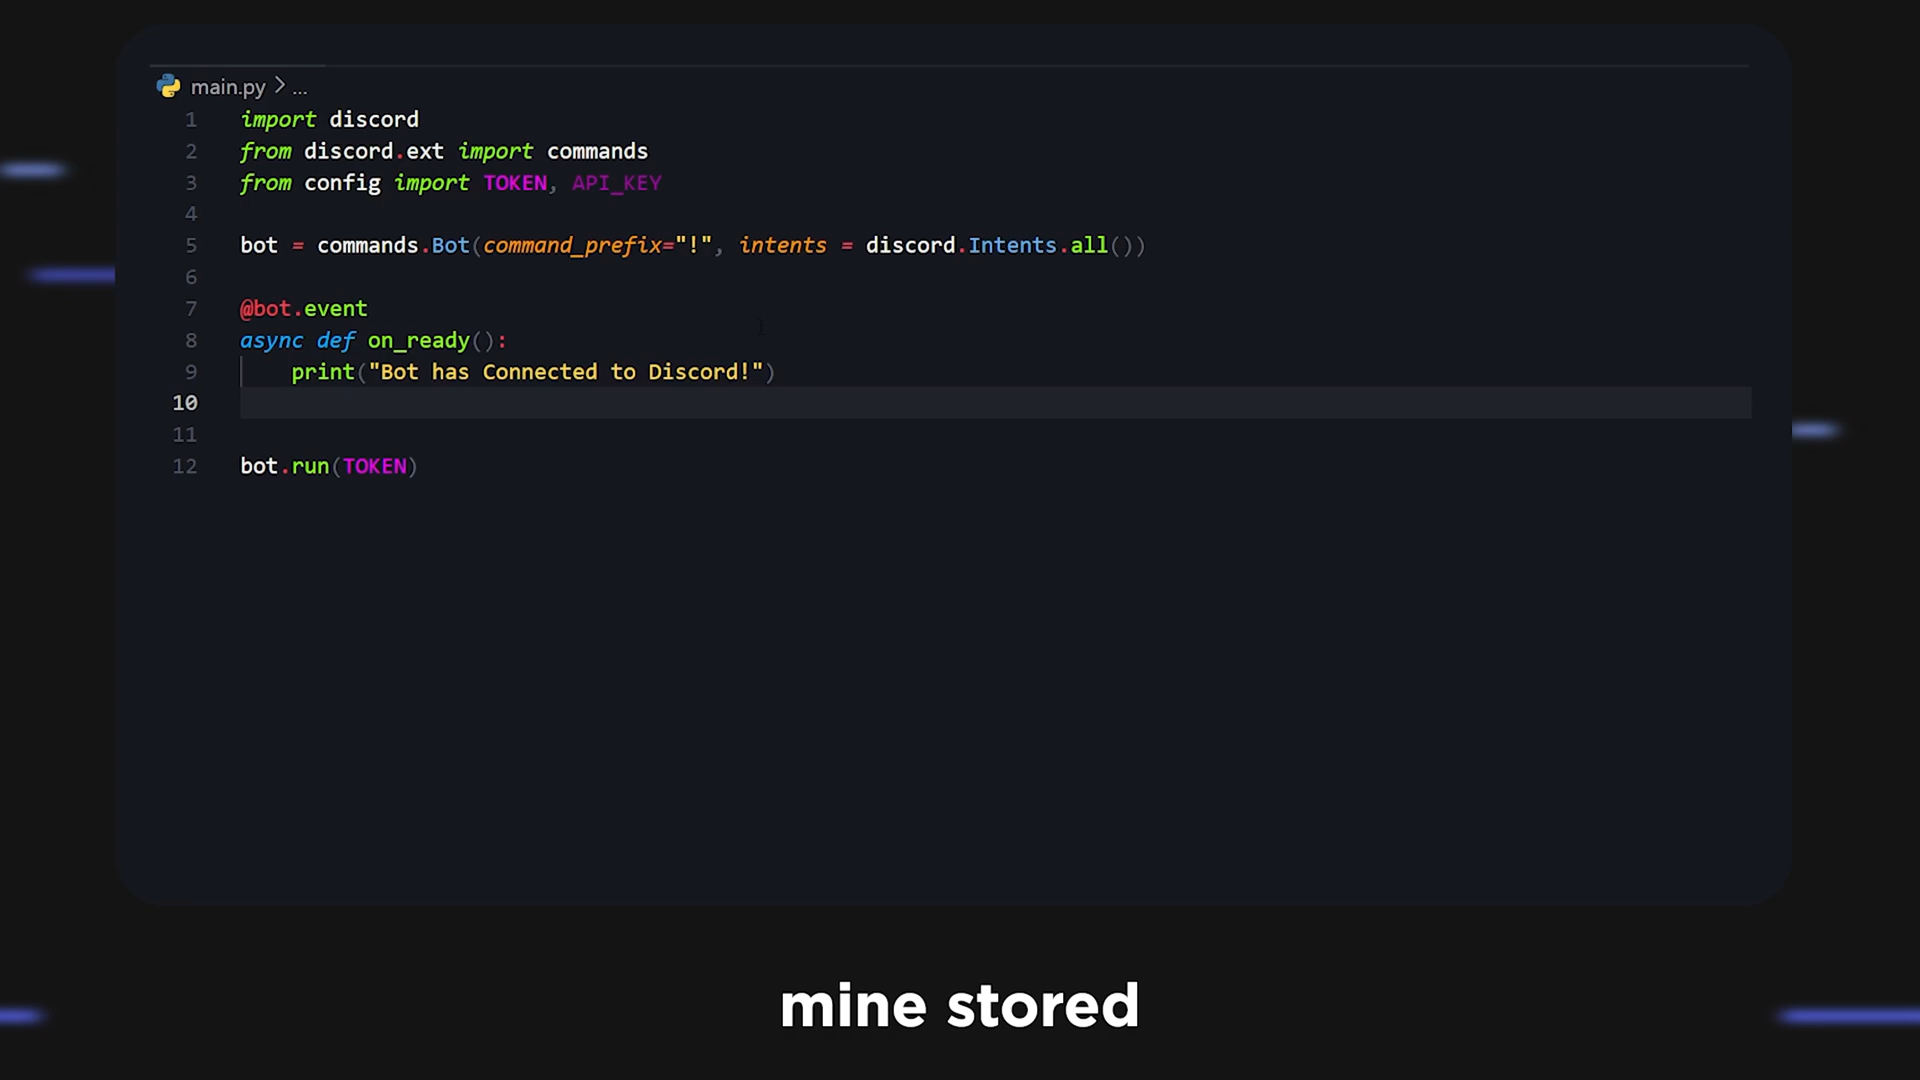 main.py > ...
1 import discord
2 from discord.ext import commands
3 from config import TOKEN, API_KEY
4
5 bot = commands.Bot(command_prefix="!", intents = discord.Intents.all())
6
7 @bot.event
8 async def on_ready():
9     print("Bot has Connected to Discord!")
10
11
12 bot.run(TOKEN)
mine stored